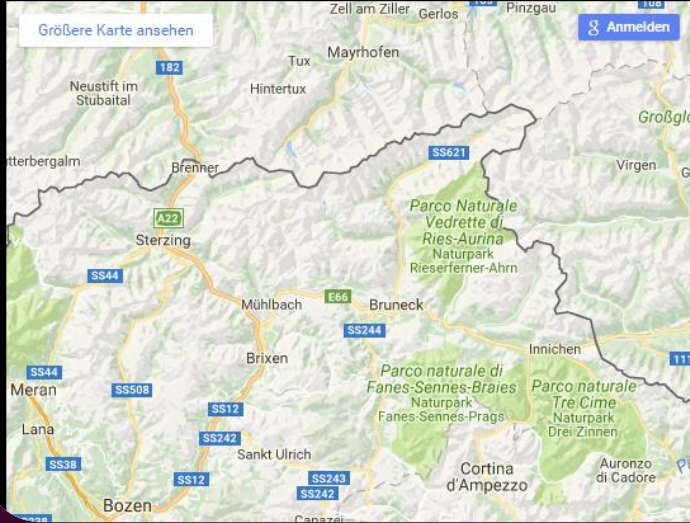 Zell am Ziller
Gerlos
165
Pinzgau
108
Größere Karte ansehen
Anmelden
Mayrhofen
Tux
182
Hintertux
Neustift im
Stubaital
Großglo
SS621
Brenner
Virgen
G
Parco Naturale
Vedrette di
Ries-Aurina
Naturpark
Rieserferner-Ahrn
A22
Sterzing
SS44
Mühlbach
E66
Bruneck
SS244
Innichen
Brixen
111
SS44
Meran
SS508
Parco naturale di
Fanes-Sennes-Braies
Naturpark
Fanes-Sennes-Prags
Parco naturale
Tre Cime
Naturpark
Drei Zinnen
SS12
Lana
SS242
Sankt Ulrich
SS38
SS12
SS243
SS242
Cortina
d'Ampezzo
Auronzo
di Cadore
Bozen